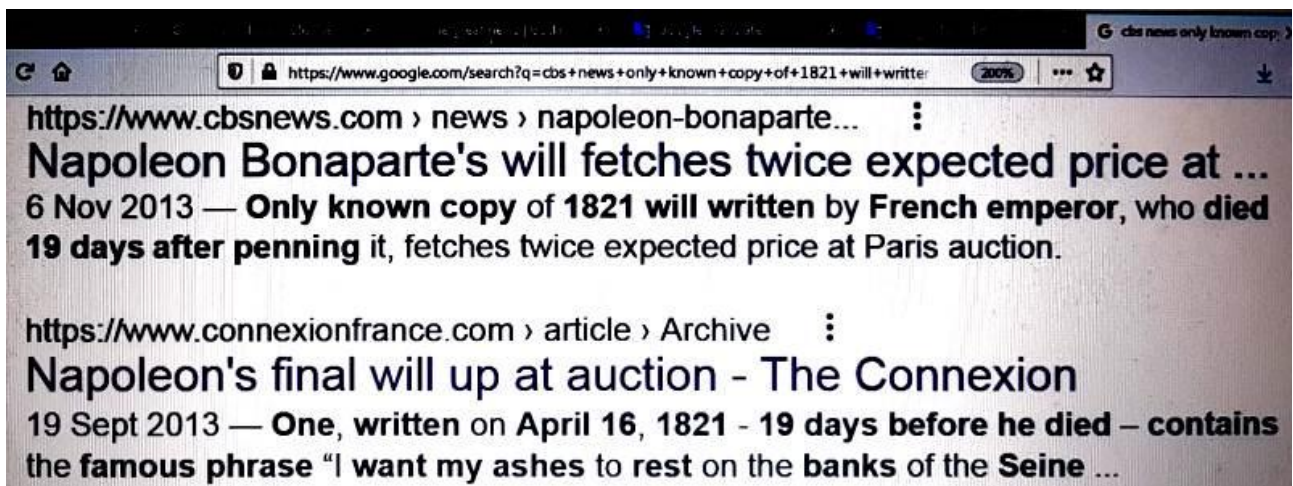 G cbs news only known cop
https://www.google.com/search?q=cbs+news+only+known+copy+of+1821+will+writter 200%
https://www.cbsnews.com › news › napoleon-bonaparte...
Napoleon Bonaparte's will fetches twice expected price at ...
6 Nov 2013 — Only known copy of 1821 will written by French emperor, who died
19 days after penning it, fetches twice expected price at Paris auction.
https://www.connexionfrance.com › article › Archive
Napoleon's final will up at auction - The Connexion
19 Sept 2013 — One, written on April 16, 1821 - 19 days before he died – contains
the famous phrase “I want my ashes to rest on the banks of the Seine ...